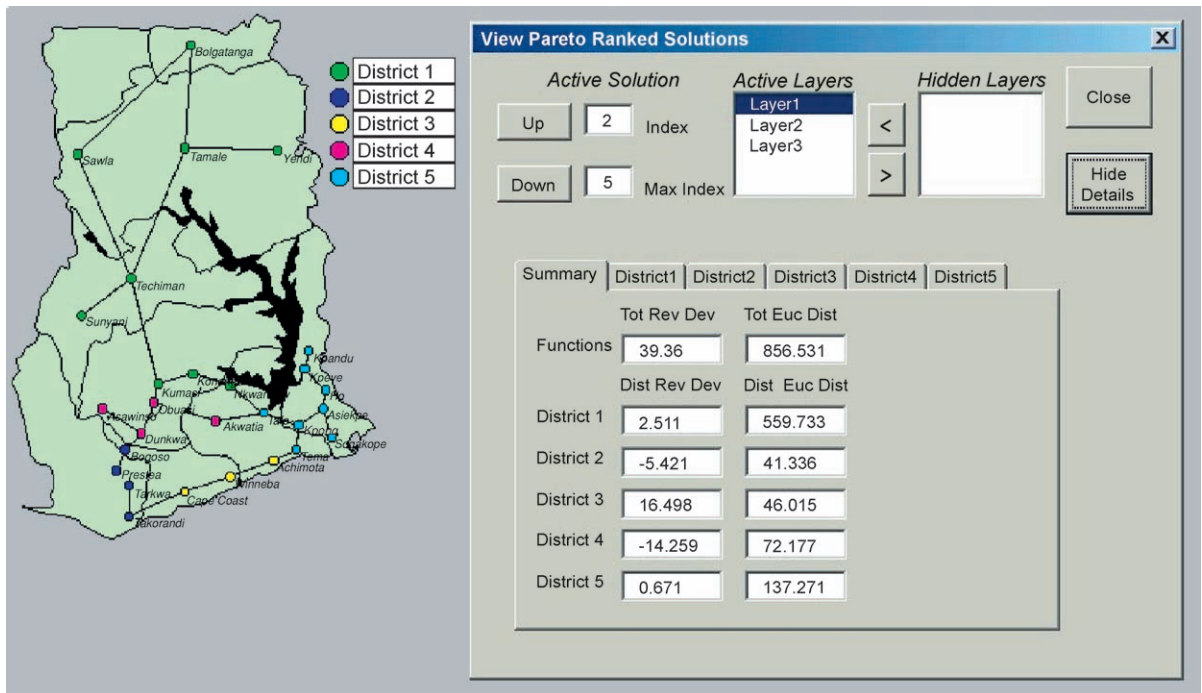 Bolgatanga
Sawla
Tamale
Yendi
Techiman
Sunyani
Kpandu
Kpeve
Ho
Kumasi
Asawinso
Obuasi
Akwatia
Asiekpe
Kpong
Sogakope
Dunkwa
Bogoso
Tema
Achimota
Prestea
Winneba
Tarkwa
Cape Coast
Takorandi
District 1
District 2
District 3
District 4
District 5
View Pareto Ranked Solutions
X
Active Solution
Active Layers
Hidden Layers
Up
2
Index
Down
5
Max Index
Layer1
Layer2
Layer3
<
>
Close
Hide
Details
Summary
District1
District2
District3
District4
District5
Tot Rev Dev
Tot Euc Dist
Functions
39.36
856.531
Dist Rev Dev
Dist Euc Dist
District 1
2.511
559.733
District 2
-5.421
41.336
District 3
16.498
46.015
District 4
-14.259
72.177
District 5
0.671
137.271